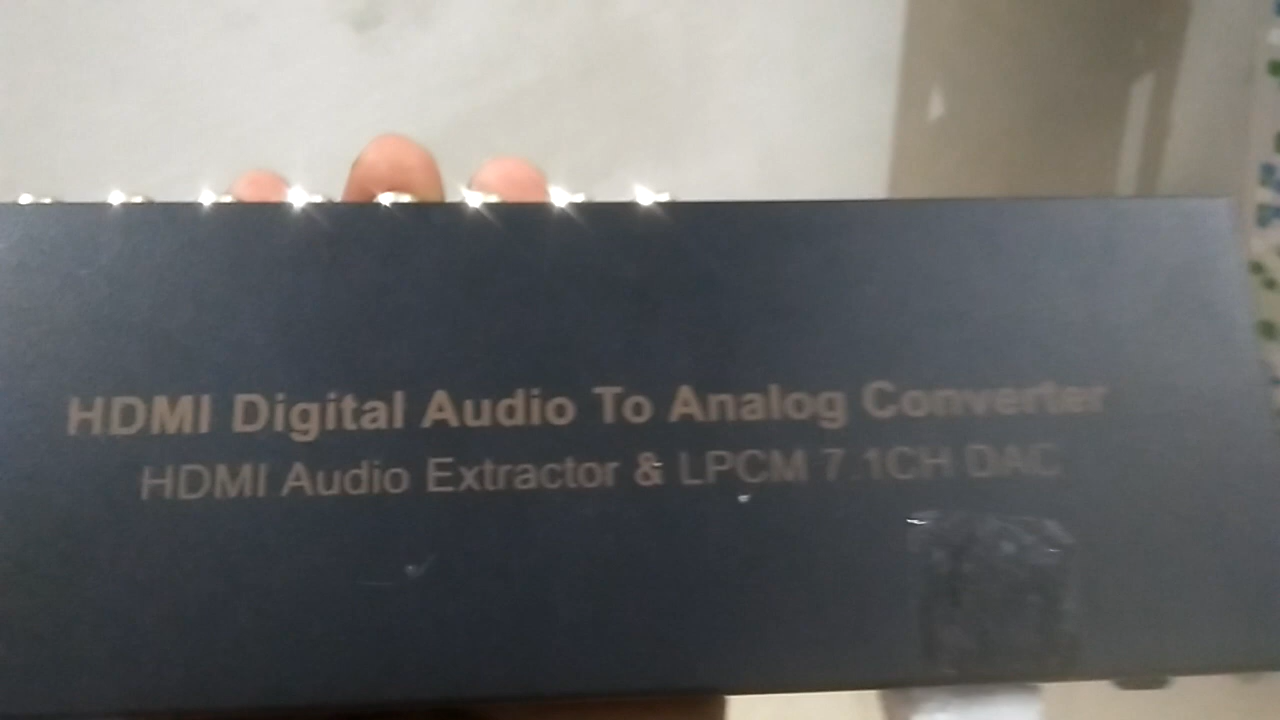 HDMI Digital Audio To Analog Converter
HDMI Audio Extractor & LPCM 7.1CH DAC